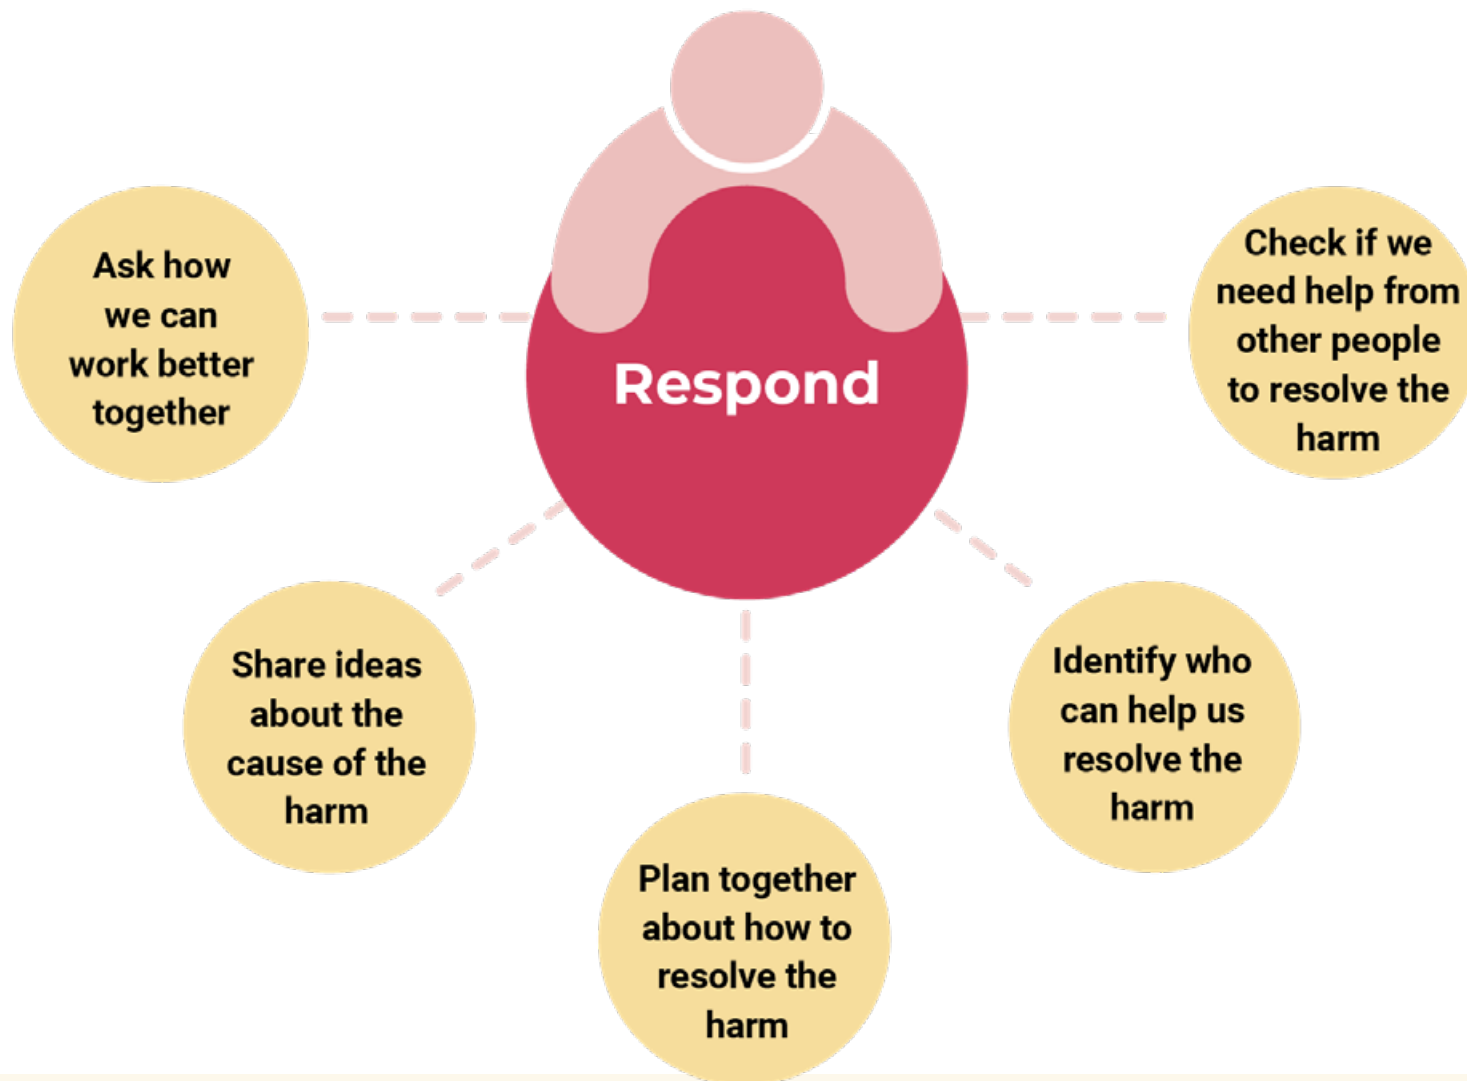 Respond
Ask how
we can
work better
together
Share ideas
about the
cause of the
harm
Plan together
about how to
resolve the
harm
Identify who
can help us
resolve the
harm
Check if we
need help from
other people
to resolve the
harm